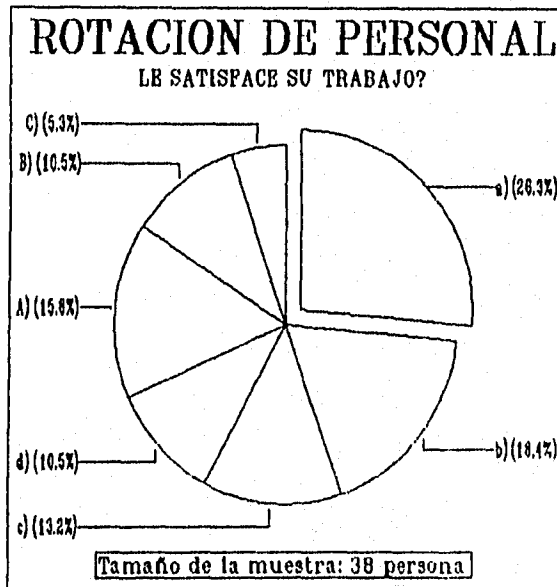 ROTACION DE PERSONAL
LE SATISFACE SU TRABAJO?
C) (5.3%)
B) (10.5%)
a) (26.3%)
A) (15.8%)
d) (10.5%)
b) (18.4%)
c) (13.2%)
Tamaño de la muestra: 38 persona